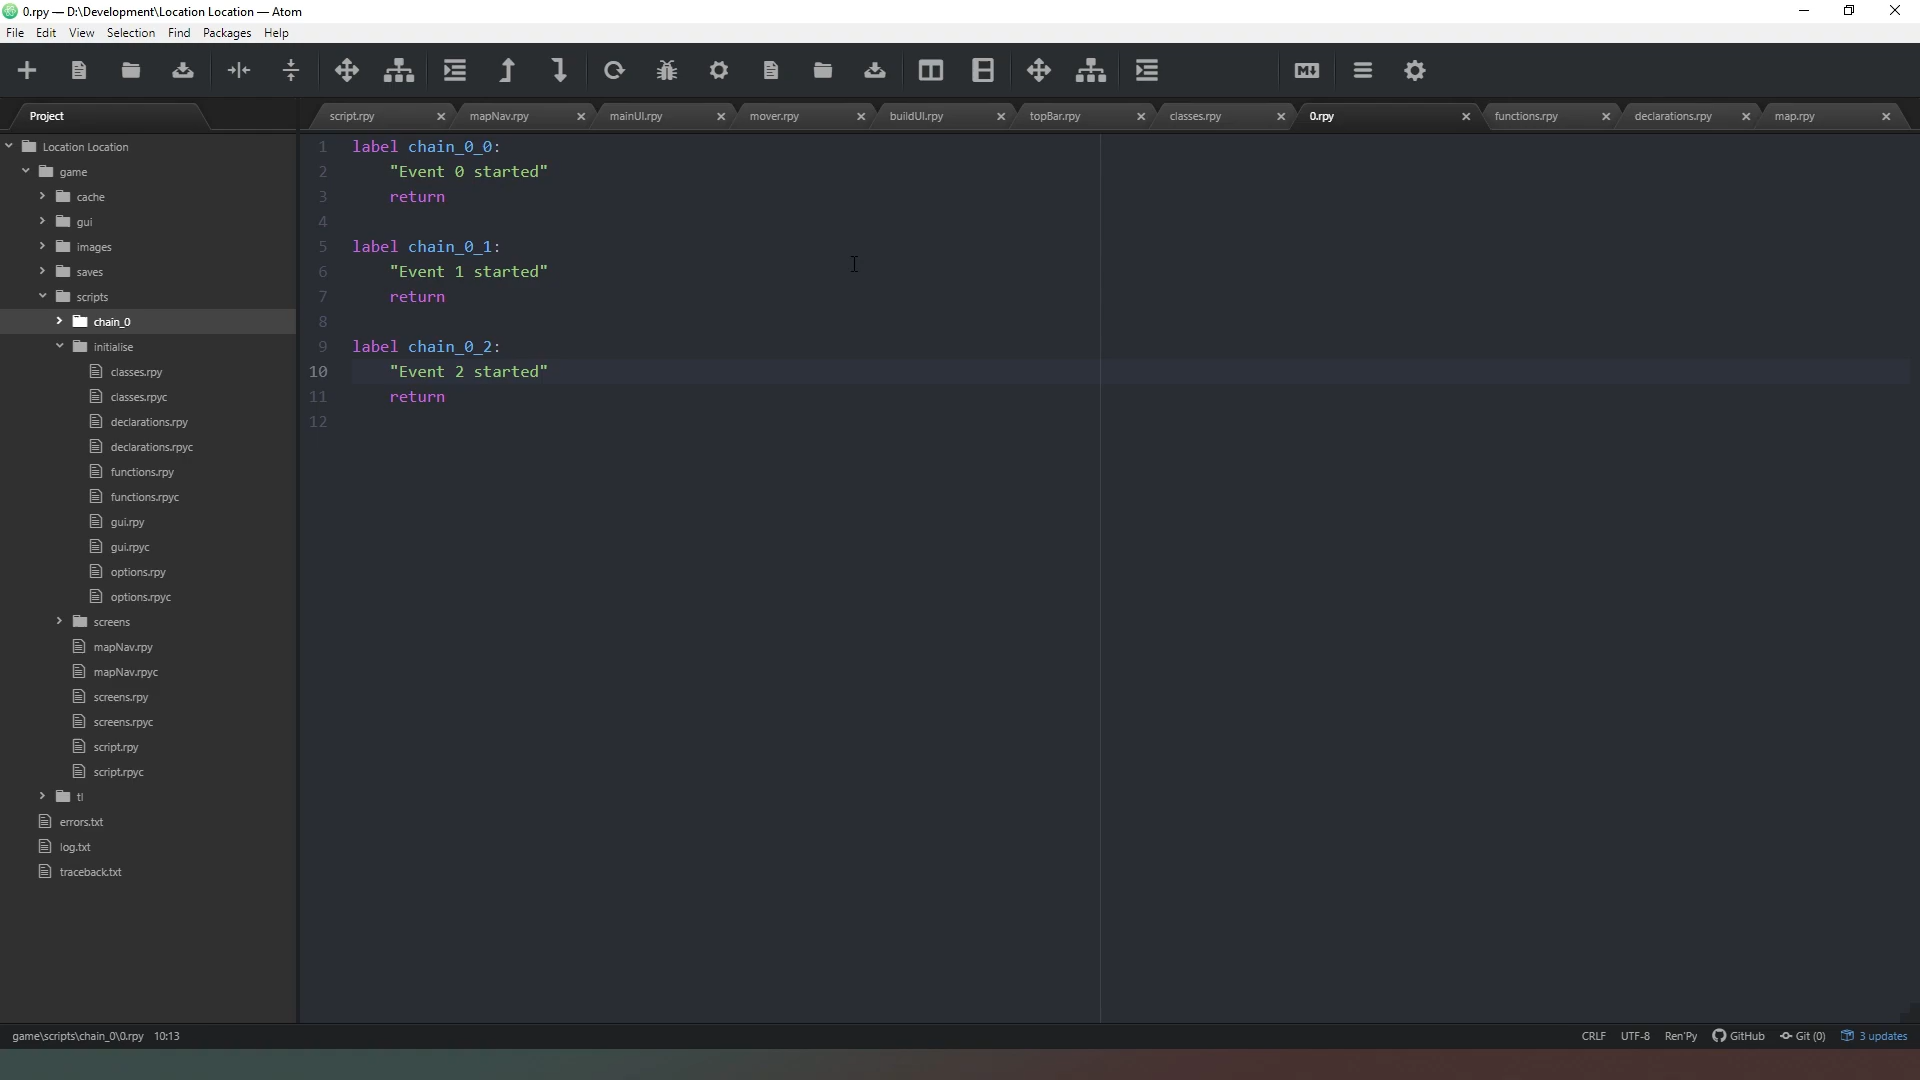 0.rpy — D:\Development\Location Location — Atom
File Edit View Selection Find Packages Help
M↓
Project
script.rpy mapNav.rpy mainUI.rpy mover.rpy buildUI.rpy topBar.rpy classes.rpy 0.rpy functions.rpy declarations.rpy map.rpy
Location Location
game
cache
gui
images
saves
scripts
chain_0
initialise
classes.rpy
classes.rpyc
declarations.rpy
declarations.rpyc
functions.rpy
functions.rpyc
gui.rpy
gui.rpyc
options.rpy
options.rpyc
screens
mapNav.rpy
mapNav.rpyc
screens.rpy
screens.rpyc
script.rpy
script.rpyc
tl
errors.txt
log.txt
traceback.txt
1 label chain_0_0:
2 "Event 0 started"
3 return
4
5 label chain_0_1:
6 "Event 1 started"
7 return
8
9 label chain_0_2:
10 "Event 2 started"
11 return
12
game\scripts\chain_0\0.rpy 10:13
CRLF UTF-8 Ren'Py GitHub Git (0) 3 updates